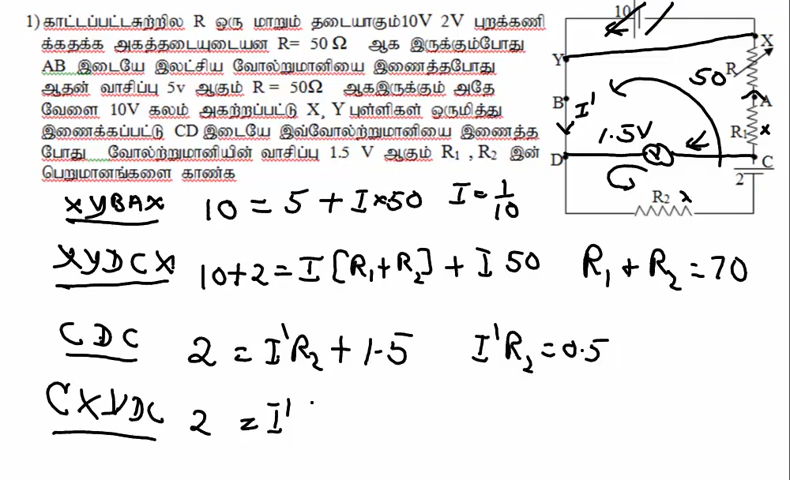 1) காட்டப்பட்டசுற்றில R ஒரு மாறும் தடையாகும்10V 2V புறக்கணி
க்கதக்க அகத்தடையுடையன R= 50 Ω ஆக இருக்கும்போது
AB இடையே இலட்சிய வோல்றுமானியை இணைத்தபோது
ஆதன் வாசிப்பு 5v ஆகும் R = 50Ω ஆகஇருக்கும் அதே
வேளை 10V கலம் அகற்றப்பட்டு X, Y புள்ளிகள் ஒருமித்து
இணைக்கப்பட்டு CD இடையே இவ்வோல்ற்றுமானியை இணைத்த
போது வோல்ற்றுமானியின் வாசிப்பு 1.5 V ஆகும் R₁ , R₂ இன்
பெறுமானங்களை காண்க
10
Y X
50 R
B I' A
1.5V R₁ x
V
D C
2
R₂ x
XYBAX 10 = 5 + I×50 I = 1/10
XYDCX 10+2 = I [R₁+R₂] + I 50 R₁ + R₂ = 70
CDC 2 = I'R₂ + 1.5 I'R₂ = 0.5
CXYDC 2 = I'